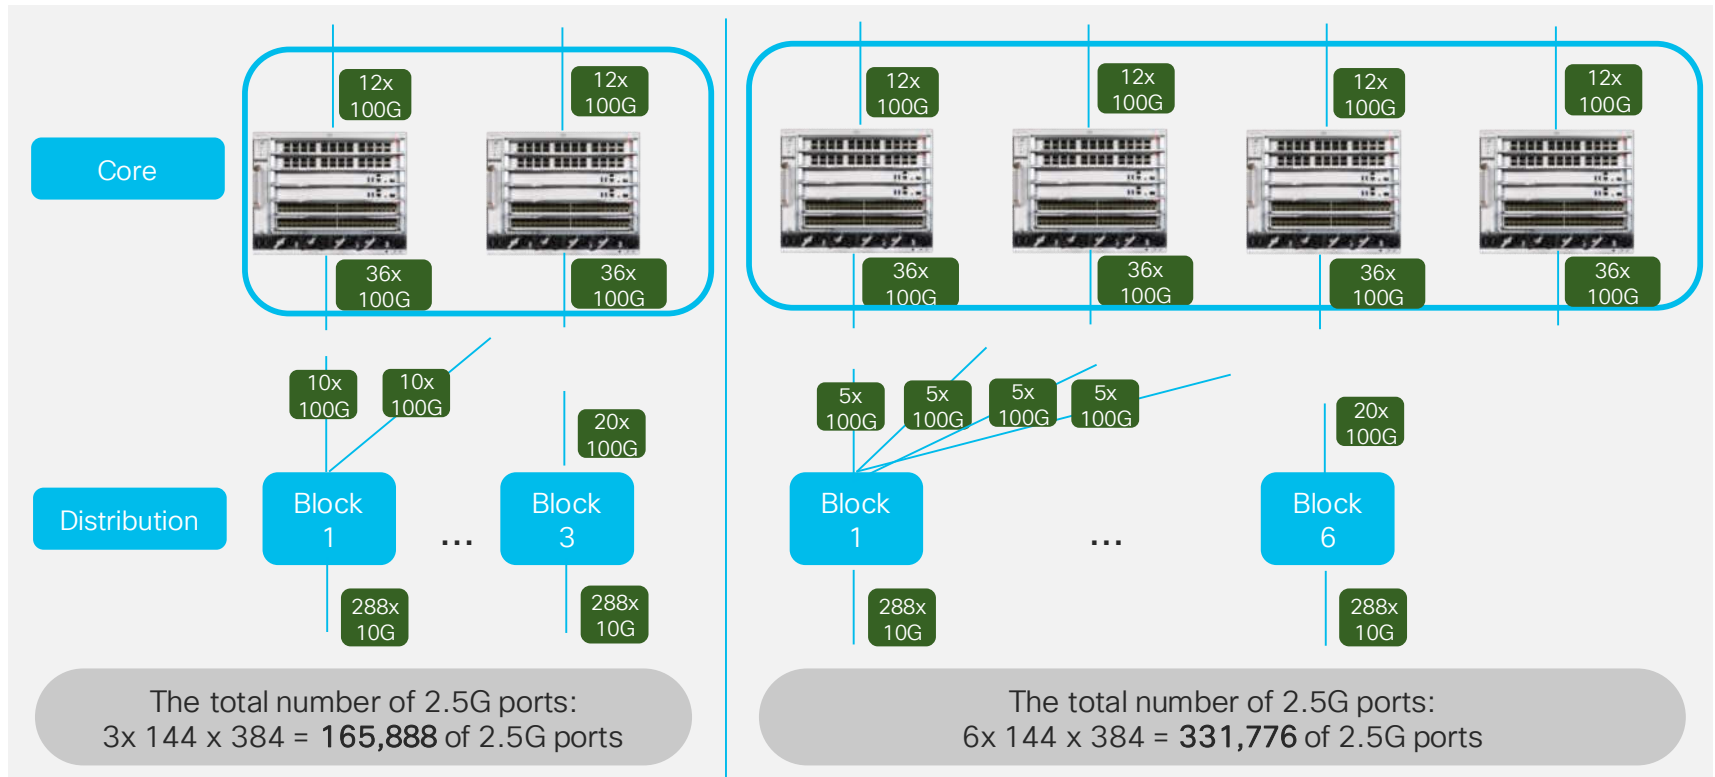 12x
100G
12x
100G
12x
100G
12x
100G
12x
100G
12x
100G
Core
36x
100G
36x
100G
36x
100G
36x
100G
36x
100G
36x
100G
10x
100G
10x
100G
20x
100G
5x
100G
5x
100G
5x
100G
5x
100G
20x
100G
Distribution
Block
1
...
Block
3
Block
1
...
Block
6
288x
10G
288x
10G
288x
10G
288x
10G
The total number of 2.5G ports:
3x 144 x 384 = 165,888 of 2.5G ports
The total number of 2.5G ports:
6x 144 x 384 = 331,776 of 2.5G ports